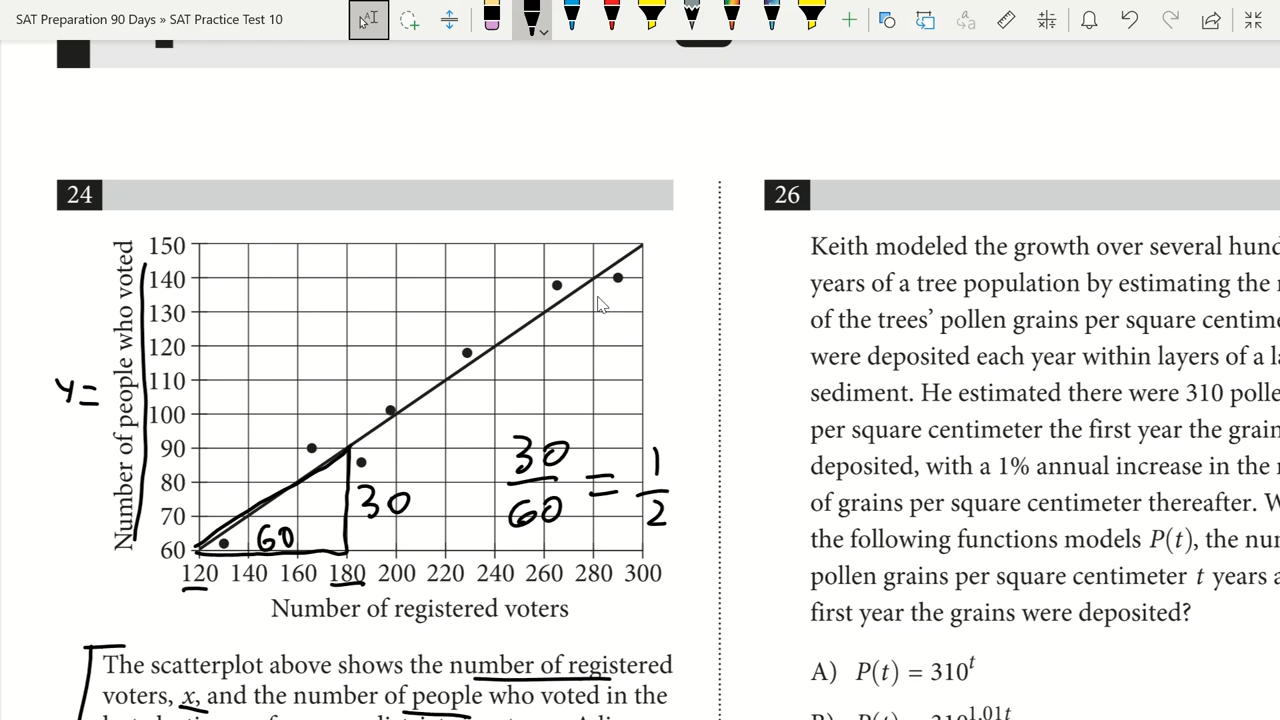 SAT Preparation 90 Days » SAT Practice Test 10
24
Number of people who voted
150
140
130
120
110
100
90
80
70
60
120 140 160 180 200 220 240 260 280 300
Number of registered voters
y =
60
30
30
60
=
1
2
The scatterplot above shows the number of registered
voters, x, and the number of people who voted in the
26
Keith modeled the growth over several
years of a tree population by estimating the
of the trees’ pollen grains per square
were deposited each year within layers of a
sediment. He estimated there were 310
per square centimeter the first year the
deposited, with a 1% annual increase in the
of grains per square centimeter thereafter.
the following functions models P(t), the
pollen grains per square centimeter t years
first year the grains were deposited?
A) P(t) = 310^t
1.01t